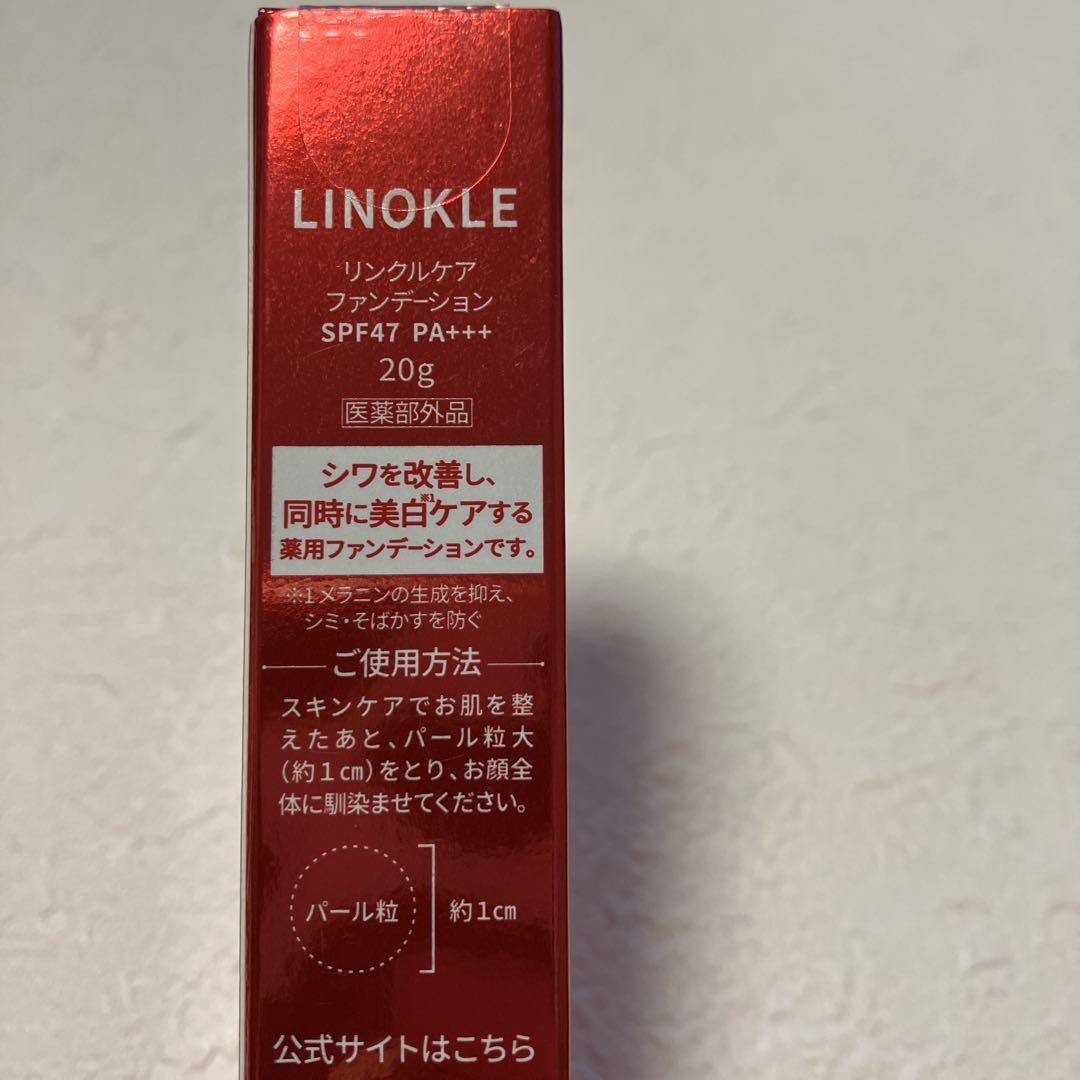 LINOKLE
リンクルケア
ファンデーション
SPF47 PA+++
20g
医薬部外品
シワを改善し、
同時に美白※1ケアする
薬用ファンデーションです。
※1メラニンの生成を抑え、
シミ・そばかすを防ぐ
ご使用方法
スキンケアでお肌を整
えたあと、パール粒大
(約1㎝)をとり、お顔全
体に馴染ませてください。
パール粒
約1㎝
公式サイトはこちら